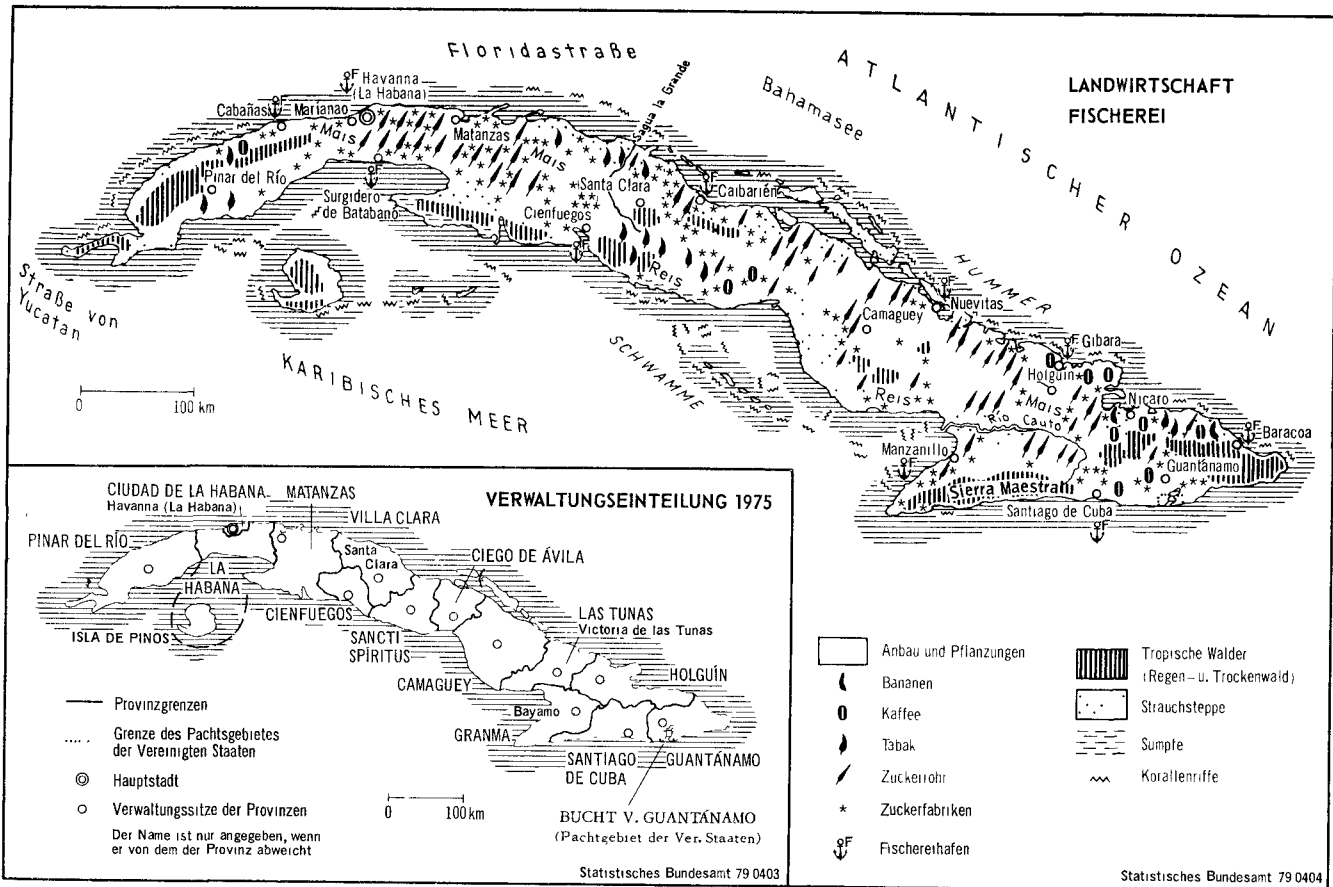 Floridastraße
ATLANTISCHER OZEAN
LANDWIRTSCHAFT
FISCHEREI
Bahamasee
F Havanna
(La Habana)
Cabañas
F
Marianao
Mais
Matanzas
Mais
Sagua la Grande
Pinar del Río
F
Surgidero
de Batabano
Santa Clara
F
Caibarién
Cienfuegos
F
Reis
Straße von
Yucatan
HUMMER
F
Nuevitas
Camaguey
SCHWAMME
KARIBISCHES MEER
0 100 km
F Gibara
Holguin
Mais
Nicaro
Reis
Río Cauto
F
Baracoa
Manzanillo
F
Guantánamo
Sierra Maestra
Santiago de Cuba
F
VERWALTUNGSEINTEILUNG 1975
CIUDAD DE LA HABANA
Havanna (La Habana)
MATANZAS
VILLA CLARA
PINAR DEL RÍO
Santa
Clara
CIEGO DE ÁVILA
LA
HABANA
CIENFUEGOS
LAS TUNAS
Victoria de las Tunas
ISLA DE PINOS
SANCTI
SPÍRITUS
HOLGUÍN
CAMAGUEY
Bayamo
GRANMA
SANTIAGO
DE CUBA
GUANTÁNAMO
BUCHT V. GUANTÁNAMO
(Pachtgebiet der Ver. Staaten)
Provinzgrenzen
Grenze des Pachtsgebietes
der Vereinigten Staaten
Hauptstadt
Verwaltungssitze der Provinzen
Der Name ist nur angegeben, wenn
er von dem der Provinz abweicht
0 100 km
Statistisches Bundesamt 79 0403
Anbau und Pflanzungen
Bananen
Kaffee
Tabak
Zuckerrohr
Zuckerfabriken
F
Fischereihafen
Tropische Walder
(Regen- u. Trockenwald)
Strauchsteppe
Sumpfe
Korallenriffe
Statistisches Bundesamt 79 0404